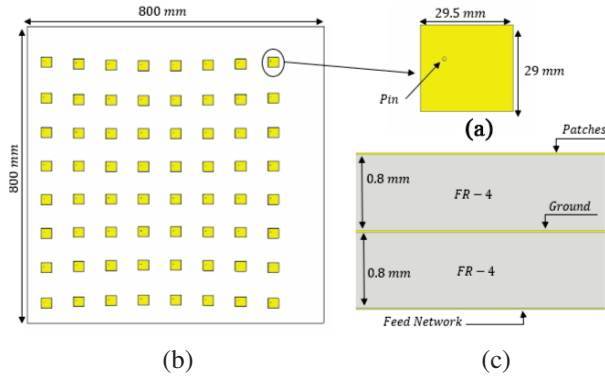 800 mm
800 mm
(b)
29.5 mm
29 mm
Pin
(a)
Patches
0.8 mm
FR − 4
Ground
0.8 mm
FR − 4
Feed Network
(c)